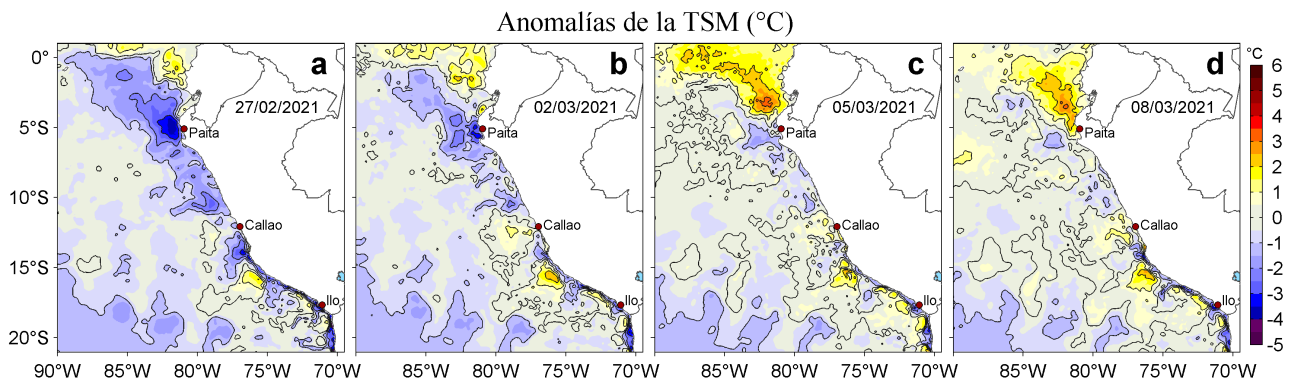 Anomalías de la TSM (°C)
a
27/02/2021
Paita
Callao
Ilo
b
02/03/2021
Paita
Callao
Ilo
c
05/03/2021
Paita
Callao
Ilo
d
08/03/2021
Paita
Callao
Ilo
0°
5°S
10°S
15°S
20°S
90°W 85°W 80°W 75°W 70°W 85°W 80°W 75°W 70°W 85°W 80°W 75°W 70°W 85°W 80°W 75°W 70°W
°C
6
5
4
3
2
1
0
-1
-2
-3
-4
-5